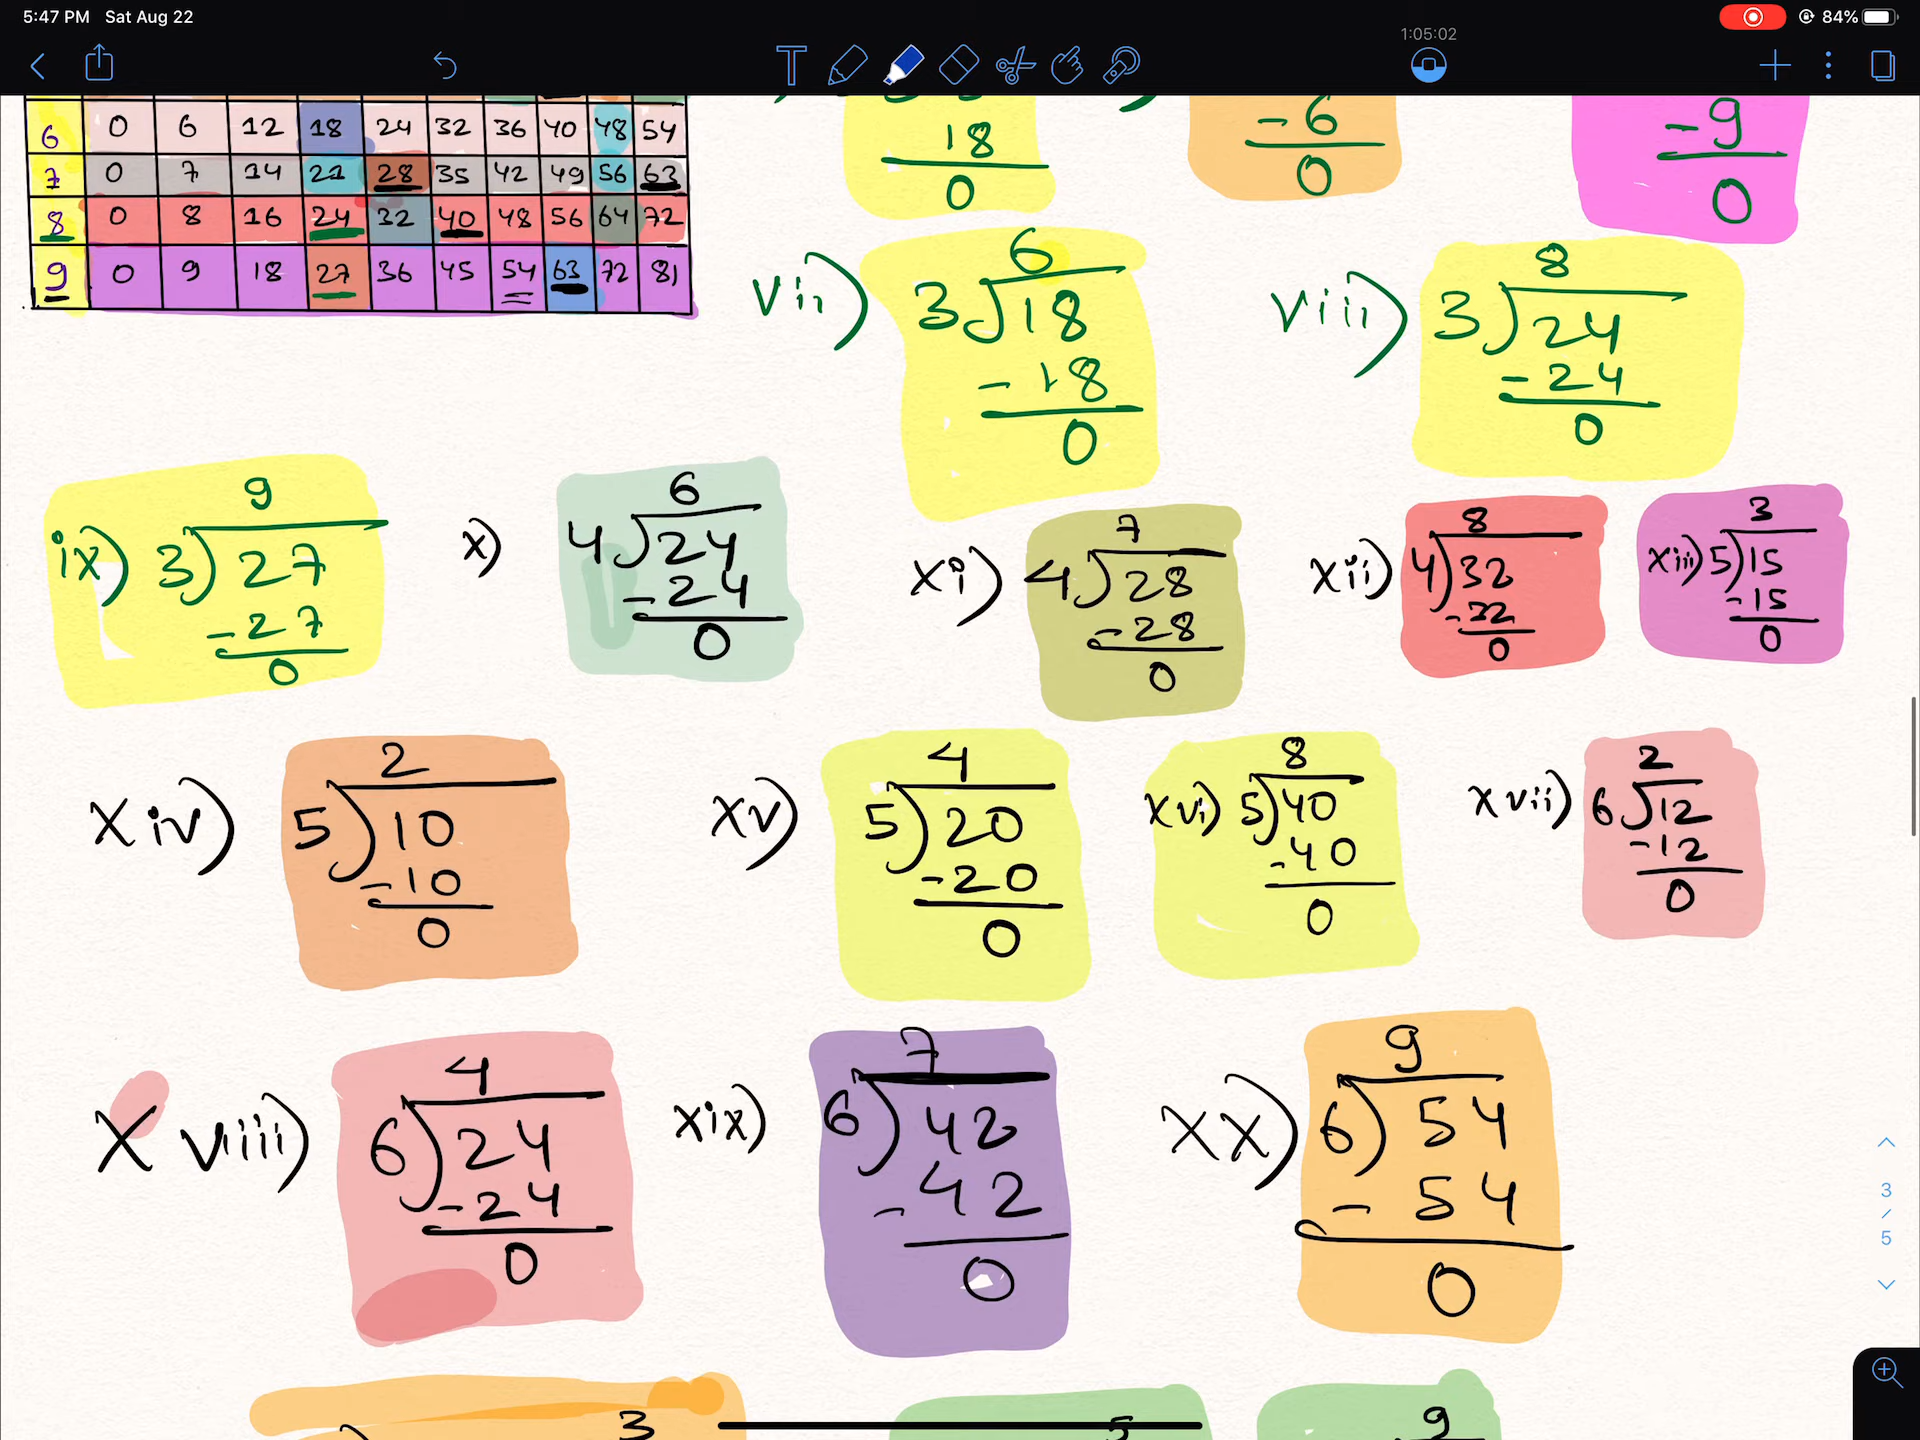 5:47 PM Sat Aug 22
84%
1:05:02
6 0 6 12 18 24 32 36 40 48 54
7 0 7 14 21 28 35 42 49 56 63
8 0 8 16 24 32 40 48 56 64 72
9 0 9 18 27 36 45 54 63 72 81
18
0
-6
0
-9
0
vii) 6
3 18
-18
0
viii) 8
3 24
-24
0
ix) 9
3 27
-27
0
x) 6
4 24
-24
0
xi) 7
4 28
-28
0
xii) 8
4 32
-32
0
xiii) 3
5 15
-15
0
xiv) 2
5 10
-10
0
xv) 4
5 20
-20
0
xvi) 8
5 40
-40
0
xvii) 2
6 12
-12
0
xviii) 4
6 24
-24
0
xix) 7
6 42
-42
0
xx) 9
6 54
-54
0
3
/
5
3
9